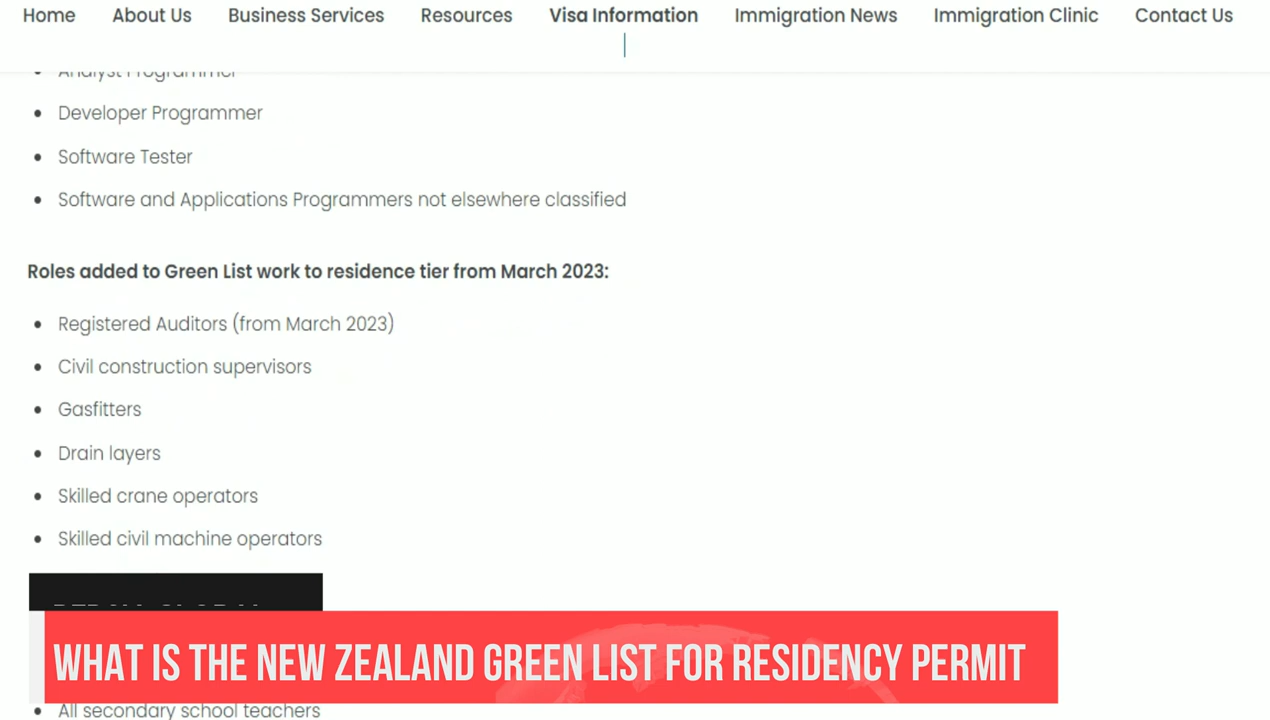 Home About Us Business Services Resources Visa Information Immigration News Immigration Clinic Contact Us
Analyst Programmer
Developer Programmer
Software Tester
Software and Applications Programmers not elsewhere classified
Roles added to Green List work to residence tier from March 2023:
Registered Auditors (from March 2023)
Civil construction supervisors
Gasfitters
Drain layers
Skilled crane operators
Skilled civil machine operators
WHAT IS THE NEW ZEALAND GREEN LIST FOR RESIDENCY PERMIT
All secondary school teachers